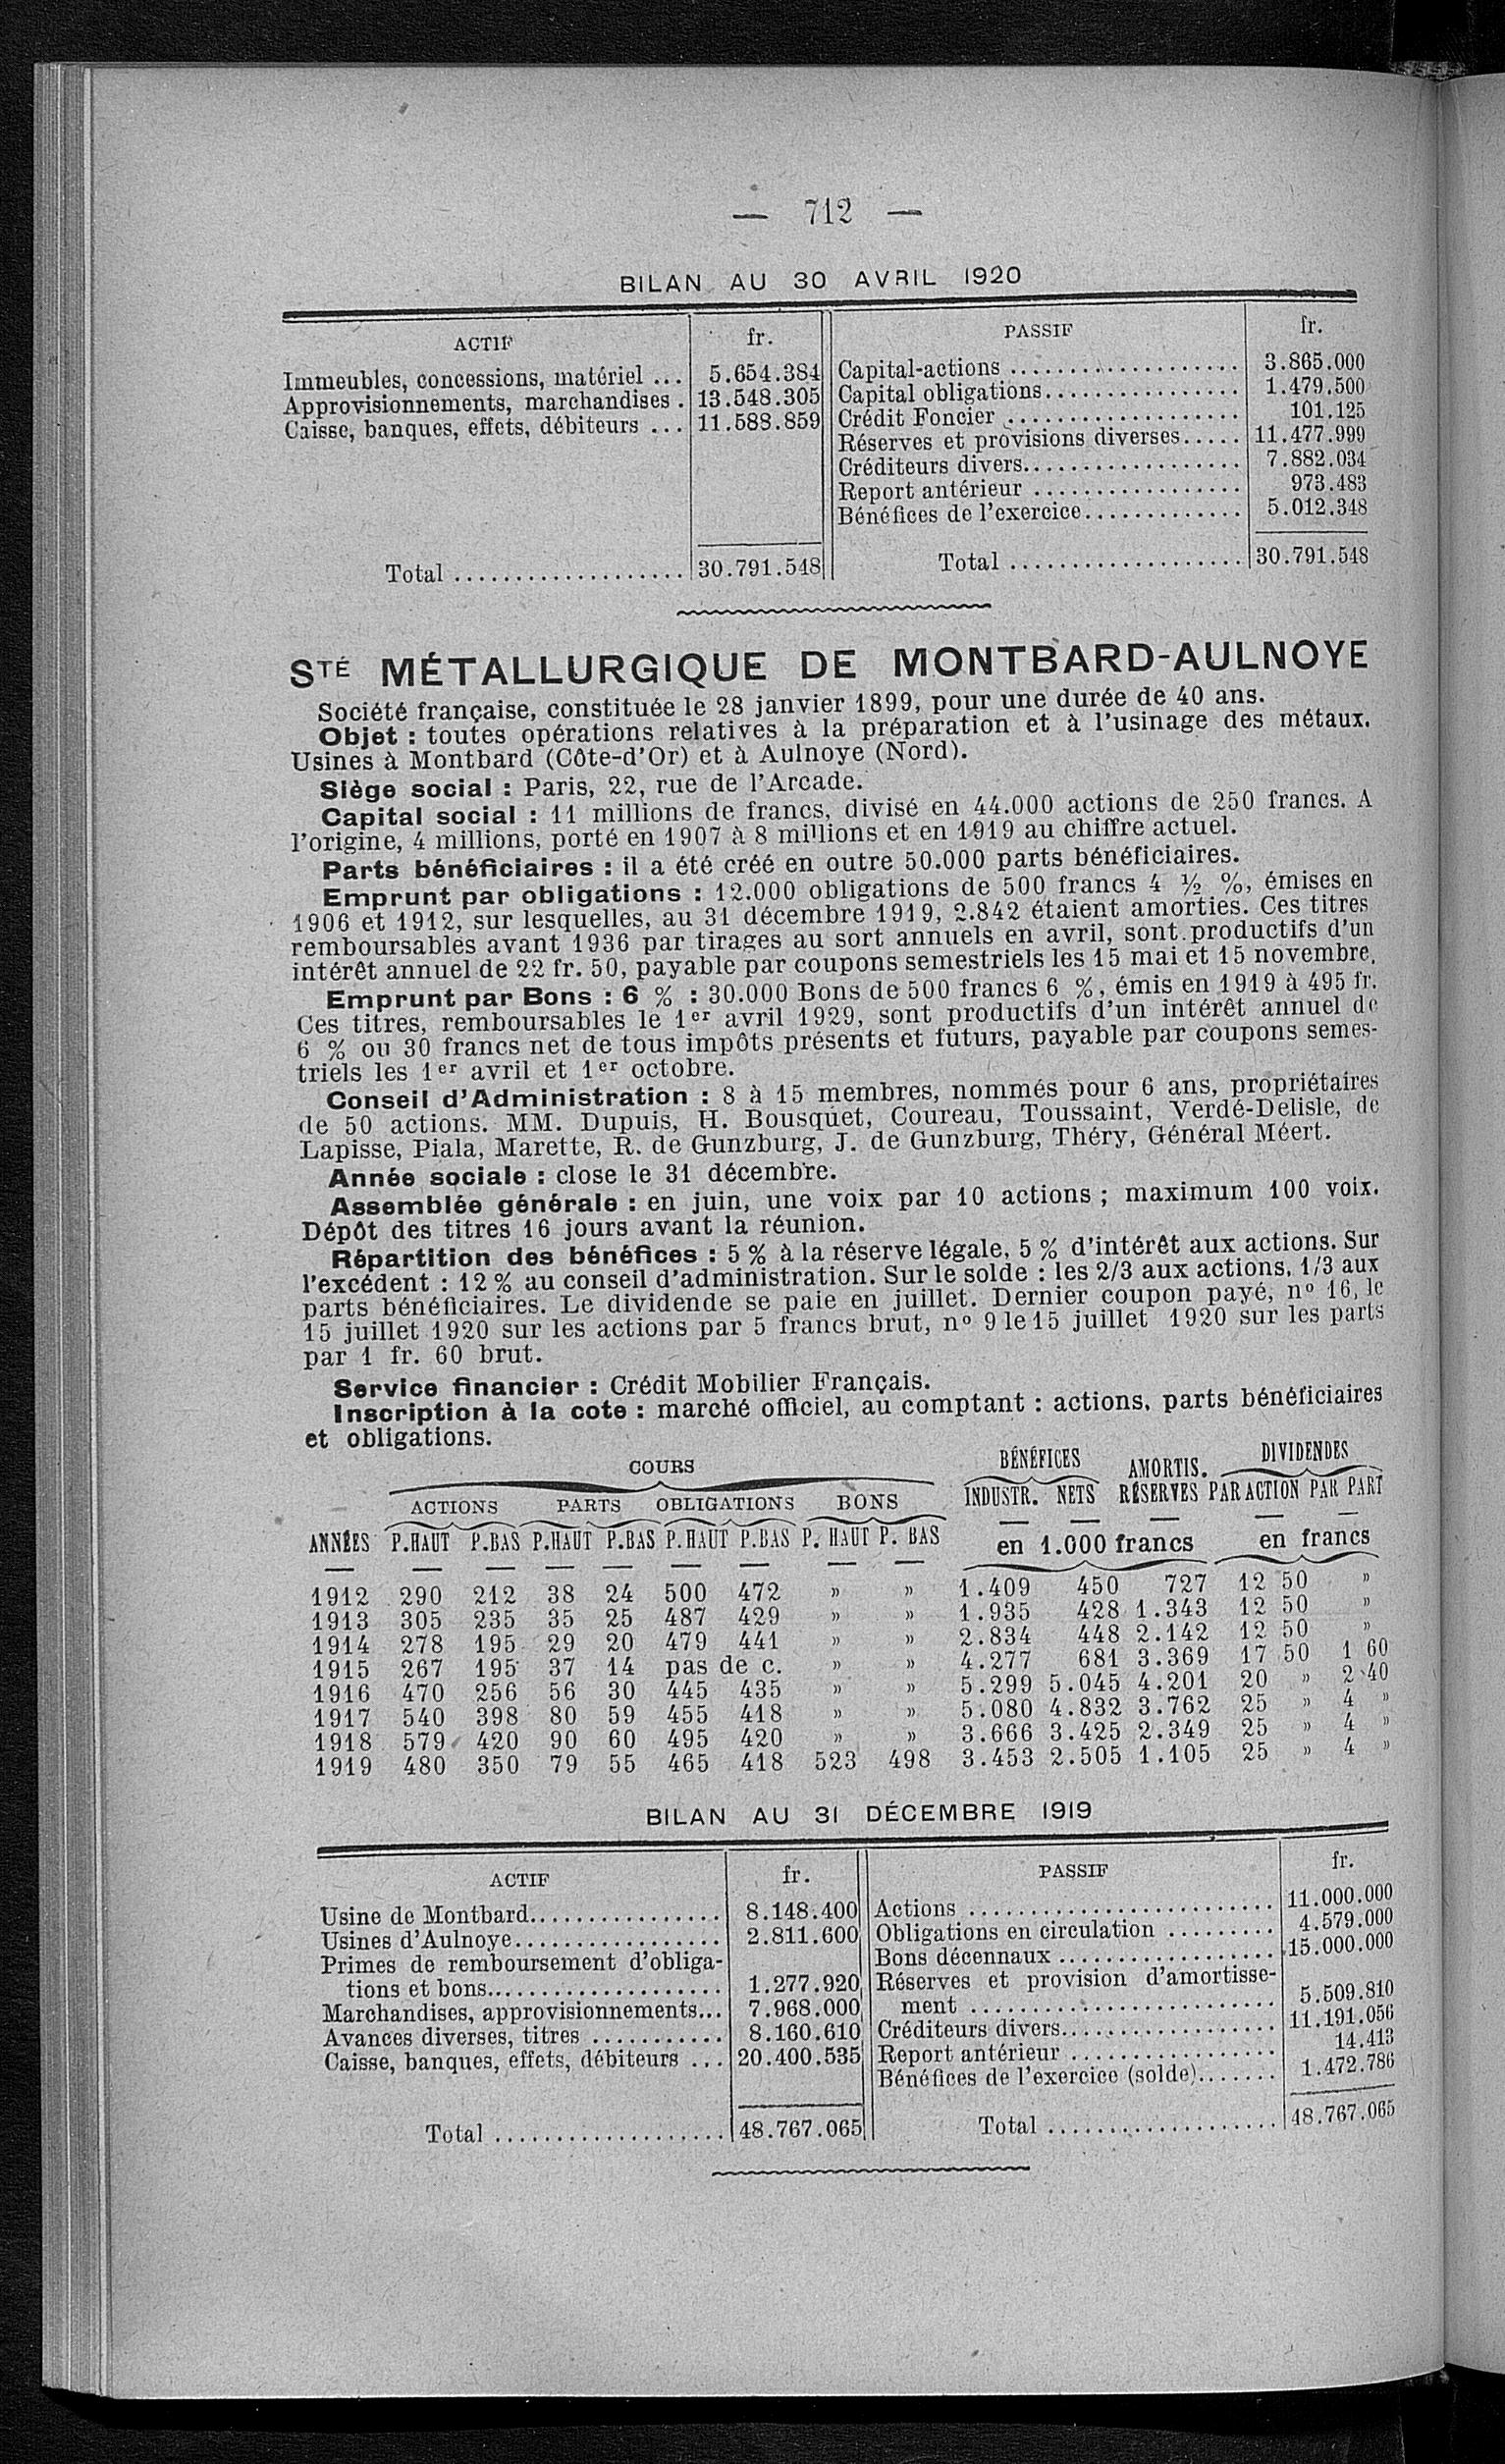 — 712 —
BILAN AU 30 AVRIL 1920
ACTIF fr. PASSIF fr.
Immeubles, concessions, matériel ... 5.654.384 Capital-actions ................... 3.865.000
Approvisionnements, marchandises . 13.548.305 Capital obligations................ 1.479.500
Caisse, banques, effets, débiteurs ... 11.588.859 Crédit Foncier .................... 101.125
Réserves et provisions diverses..... 11.477.999
Créditeurs divers.................. 7.882.034
Report antérieur .................. 973.483
Bénéfices de l'exercice............. 5.012.348
Total ................... 30.791.548 Total ................... 30.791.548
STÉ MÉTALLURGIQUE DE MONTBARD-AULNOYE
Société française, constituée le 28 janvier 1899, pour une durée de 40 ans.
Objet : toutes opérations relatives à la préparation et à l'usinage des métaux.
Usines à Montbard (Côte-d'Or) et à Aulnoye (Nord).
Siège social : Paris, 22, rue de l'Arcade.
Capital social : 11 millions de francs, divisé en 44.000 actions de 250 francs. A
l'origine, 4 millions, porté en 1907 à 8 millions et en 1919 au chiffre actuel.
Parts bénéficiaires : il a été créé en outre 50.000 parts bénéficiaires.
Emprunt par obligations : 12.000 obligations de 500 francs 4 ½ %, émises en
1906 et 1912, sur lesquelles, au 31 décembre 1919, 2.842 étaient amorties. Ces titres
remboursables avant 1936 par tirages au sort annuels en avril, sont productifs d'un
intérêt annuel de 22 fr. 50, payable par coupons semestriels les 15 mai et 15 novembre.
Emprunt par Bons : 6 % : 30.000 Bons de 500 francs 6 %, émis en 1919 à 495 fr.
Ces titres, remboursables le 1er avril 1929, sont productifs d'un intérêt annuel de
6 % ou 30 francs net de tous impôts présents et futurs, payable par coupons semes-
triels les 1er avril et 1er octobre.
Conseil d'Administration : 8 à 15 membres, nommés pour 6 ans, propriétaires
de 50 actions. MM. Dupuis, H. Bousquet, Coureau, Toussaint, Verdé-Delisle, de
Lapisse, Piala, Marette, R. de Gunzburg, J. de Gunzburg, Théry, Général Méert.
Année sociale : close le 31 décembre.
Assemblée générale : en juin, une voix par 10 actions ; maximum 100 voix.
Dépôt des titres 16 jours avant la réunion.
Répartition des bénéfices : 5 % à la réserve légale, 5 % d'intérêt aux actions. Sur
l'excédent : 12 % au conseil d'administration. Sur le solde : les 2/3 aux actions, 1/3 aux
parts bénéficiaires. Le dividende se paie en juillet. Dernier coupon payé, no 16, le
15 juillet 1920 sur les actions par 5 francs brut, no 9 le 15 juillet 1920 sur les parts
par 1 fr. 60 brut.
Service financier : Crédit Mobilier Français.
Inscription à la cote : marché officiel, au comptant : actions, parts bénéficiaires
et obligations.
COURS BÉNÉFICES AMORTIS. DIVIDENDES
ACTIONS PARTS OBLIGATIONS BONS INDUSTR. NETS RÉSERVES PAR ACTION PAR PART
ANNÉES P.HAUT P.BAS P.HAUT P.BAS P.HAUT P.BAS P. HAUT P. BAS en 1.000 francs en francs
1912 290 212 38 24 500 472 » » 1.409 450 727 12 50 »
1913 305 235 35 25 487 429 » » 1.935 428 1.343 12 50 »
1914 278 195 29 20 479 441 » » 2.834 448 2.142 12 50 »
1915 267 195 37 14 pas de c. » » 4.277 681 3.369 17 50 1 60
1916 470 256 56 30 445 435 » » 5.299 5.045 4.201 20 » 2 40
1917 540 398 80 59 455 418 » » 5.080 4.832 3.762 25 » 4 »
1918 579 420 90 60 495 420 » » 3.666 3.425 2.349 25 » 4 »
1919 480 350 79 55 465 418 523 498 3.453 2.505 1.105 25 » 4 »
BILAN AU 31 DÉCEMBRE 1919
ACTIF fr. PASSIF fr.
Usine de Montbard................ 8.148.400 Actions ......................... 11.000.000
Usines d'Aulnoye................. 2.811.600 Obligations en circulation ......... 4.579.000
Primes de remboursement d'obliga- Bons décennaux .................. 15.000.000
tions et bons.................... 1.277.920 Réserves et provision d'amortisse-
Marchandises, approvisionnements... 7.968.000 ment ......................... 5.509.810
Avances diverses, titres ........... 8.160.610 Créditeurs divers.................. 11.191.056
Caisse, banques, effets, débiteurs ... 20.400.535 Report antérieur ................. 14.413
Bénéfices de l'exercice (solde)....... 1.472.786
Total ................... 48.767.065 Total ................... 48.767.065